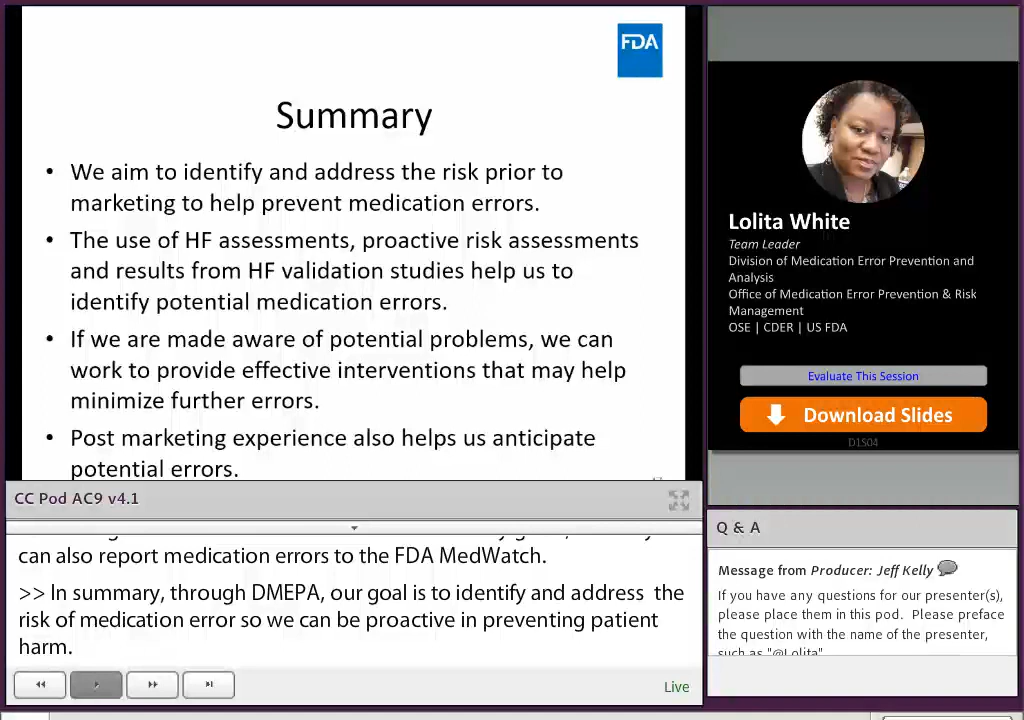 FDA
Summary
• We aim to identify and address the risk prior to
marketing to help prevent medication errors.
• The use of HF assessments, proactive risk assessments
and results from HF validation studies help us to
identify potential medication errors.
• If we are made aware of potential problems, we can
work to provide effective interventions that may help
minimize further errors.
• Post marketing experience also helps us anticipate
potential errors.
CC Pod AC9 v4.1
can also report medication errors to the FDA MedWatch.
>> In summary, through DMEPA, our goal is to identify and address the
risk of medication error so we can be proactive in preventing patient
harm.
Live
Lolita White
Team Leader
Division of Medication Error Prevention and
Analysis
Office of Medication Error Prevention & Risk
Management
OSE | CDER | US FDA
Evaluate This Session
Download Slides
D1S04
Q & A
Message from Producer: Jeff Kelly
If you have any questions for our presenter(s),
please place them in this pod. Please preface
the question with the name of the presenter,
such as "@Lolita"